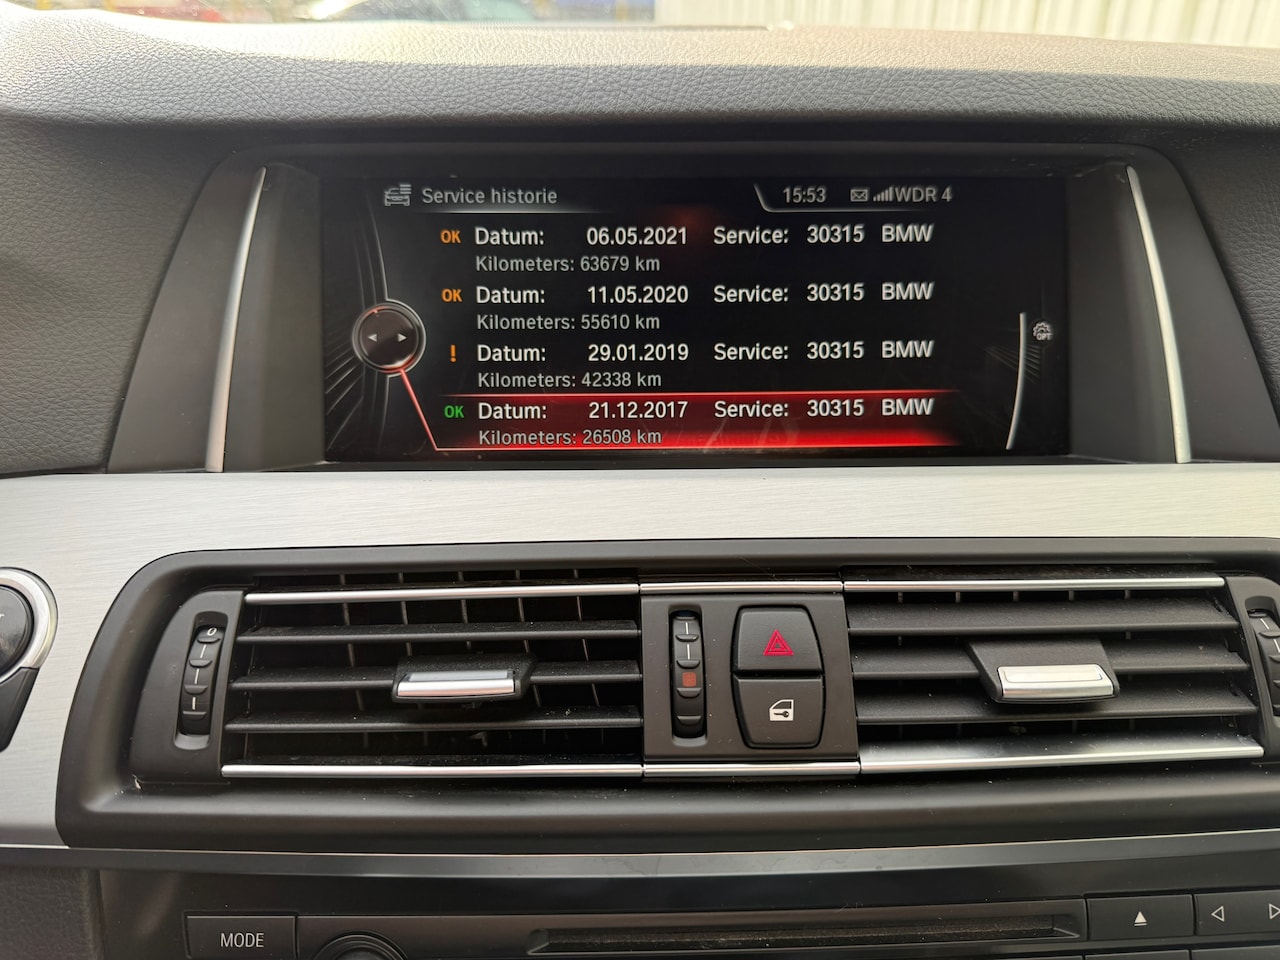 Service historie 15:53 WDR 4
OK Datum: 06.05.2021 Service: 30315 BMW
Kilometers: 63679 km
OK Datum: 11.05.2020 Service: 30315 BMW
Kilometers: 55610 km
! Datum: 29.01.2019 Service: 30315 BMW
Kilometers: 42338 km
OPT
OK Datum: 21.12.2017 Service: 30315 BMW
Kilometers: 26508 km
0
MODE